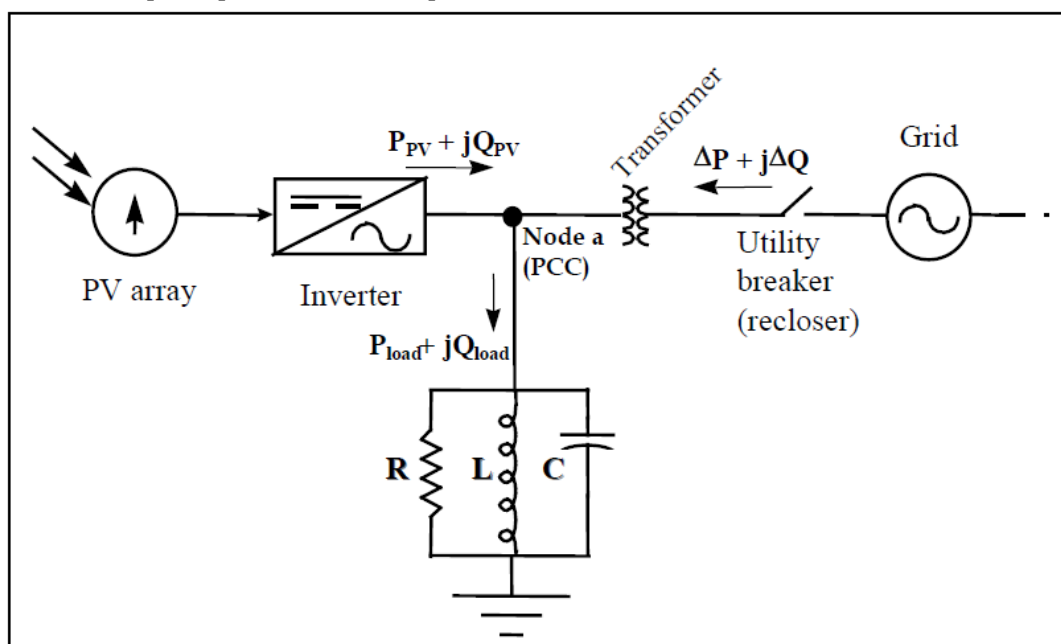 P_PV + jQ_PV
Transformer
ΔP + jΔQ
Grid
Node a
(PCC)
Utility
breaker
(recloser)
PV array
Inverter
P_load+ jQ_load
R
L
C